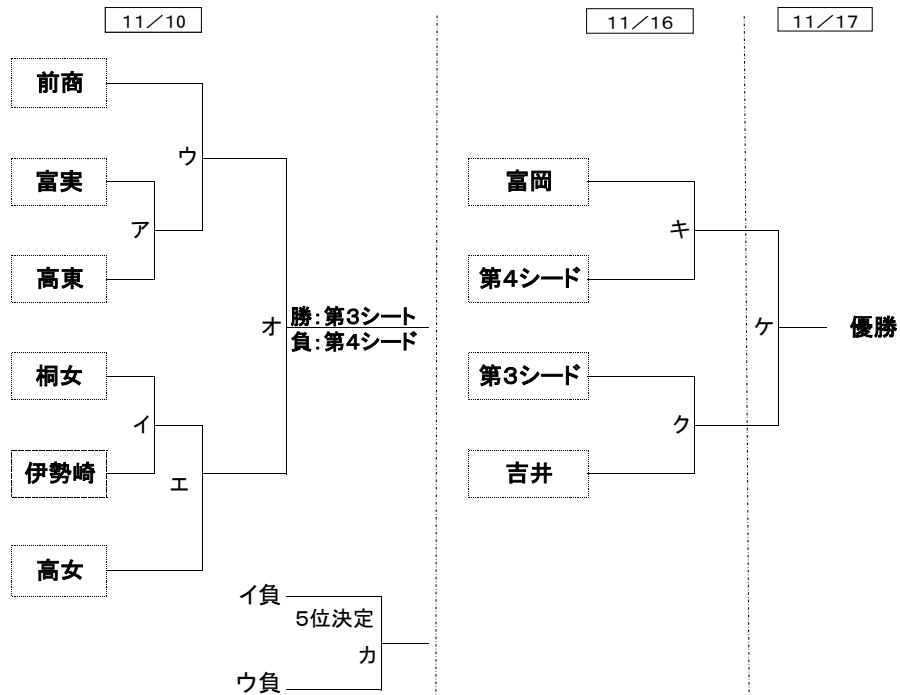 11／10
11／16
11／17
前商
ウ
富実
富岡
ア
キ
高東
第4シード
オ
勝：第3シート
負：第4シード
ケ
優勝
桐女
第3シード
イ
ク
伊勢崎
エ
吉井
高女
イ負
5位決定
カ
ウ負